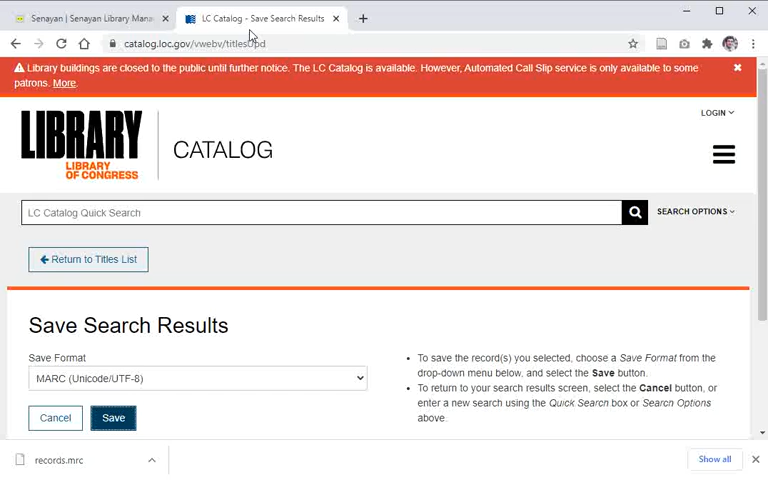 Senayan | Senayan Library Mana
LC Catalog - Save Search Results
catalog.loc.gov/vwebv/titlesUpd
Library buildings are closed to the public until further notice. The LC Catalog is available. However, Automated Call Slip service is only available to some
patrons. More.
LOGIN
LIBRARY
LIBRARY
OF CONGRESS
CATALOG
LC Catalog Quick Search
SEARCH OPTIONS
Return to Titles List
Save Search Results
Save Format
MARC (Unicode/UTF-8)
Cancel
Save
• To save the record(s) you selected, choose a Save Format from the
drop-down menu below, and select the Save button.
• To return to your search results screen, select the Cancel button, or
enter a new search using the Quick Search box or Search Options
above.
records.mrc
Show all